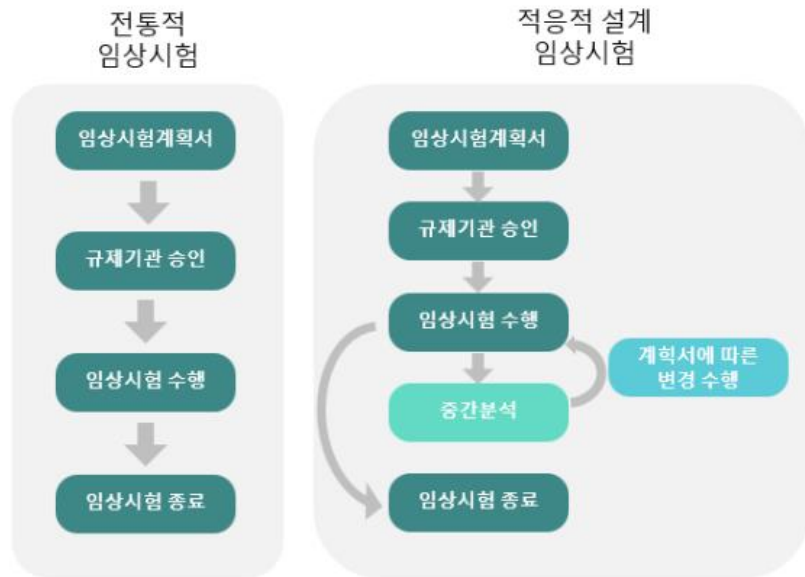 전통적
임상시험
임상시험계획서
규제기관 승인
임상시험 수행
임상시험 종료
적응적 설계
임상시험
임상시험계획서
규제기관 승인
임상시험 수행
계획서에 따른
변경 수행
중간분석
임상시험 종료